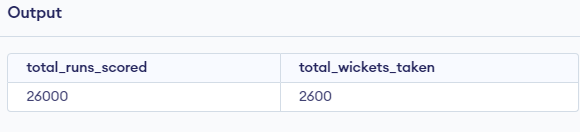 Output
total_runs_scored total_wickets_taken
26000 2600